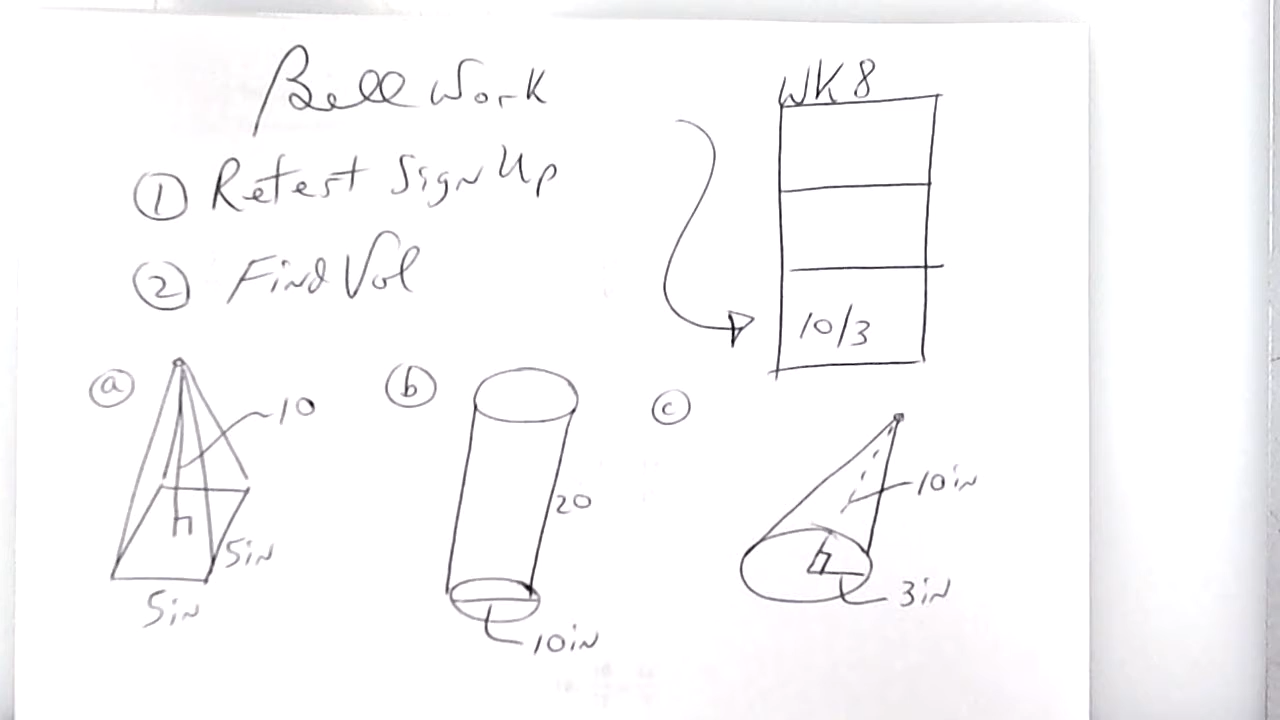 Bell Work
① Retest Sign Up
② Find Vol
WK 8
10/3
ⓐ
10
5in
5in
ⓑ
20
10in
ⓒ
10in
3in